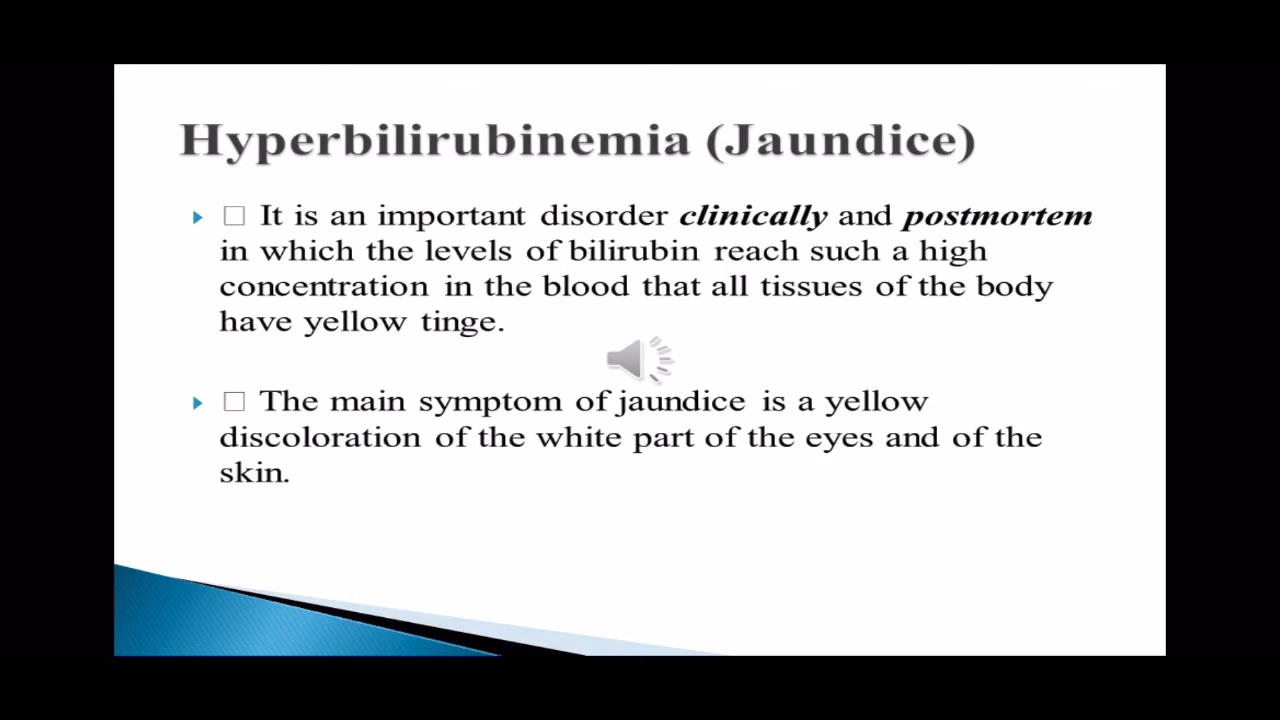 Hyperbilirubinemia (Jaundice)
□ It is an important disorder clinically and postmortem
in which the levels of bilirubin reach such a high
concentration in the blood that all tissues of the body
have yellow tinge.
□ The main symptom of jaundice is a yellow
discoloration of the white part of the eyes and of the
skin.